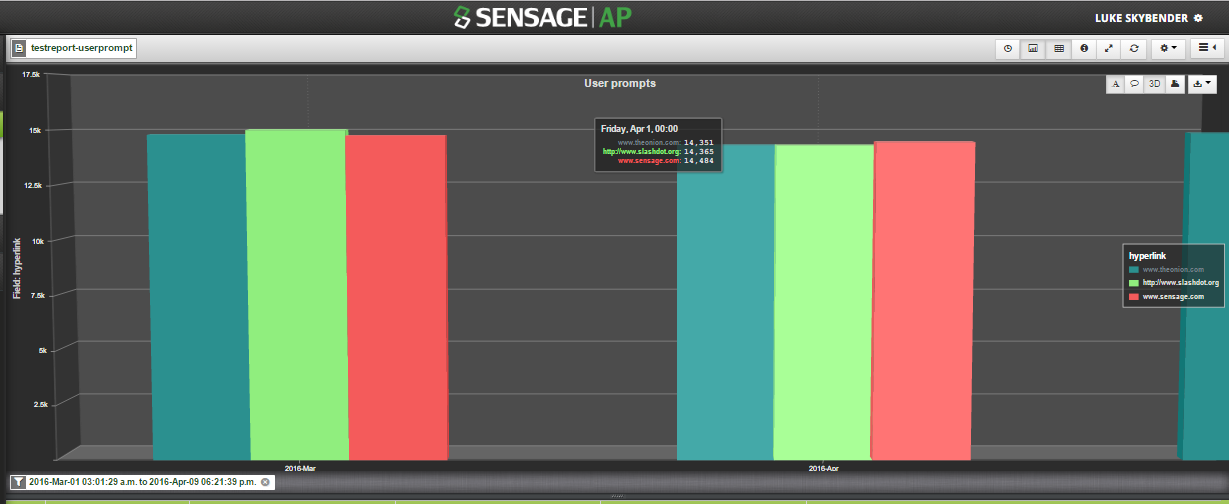 SENSAGE AP
LUKE SKYBENDER
testreport-userprompt
User prompts
A 3D
17.5k
15k
12.5k
10k
7.5k
5k
2.5k
Field: hyperlink
Friday, Apr 1, 00:00
www.theonion.com: 14,351
http://www.slashdot.org: 14,365
www.sensage.com: 14,484
hyperlink
www.theonion.com
http://www.slashdot.org
www.sensage.com
2016-Mar
2016-Apr
2016-Mar-01 03:01:29 a.m. to 2016-Apr-09 06:21:39 p.m.